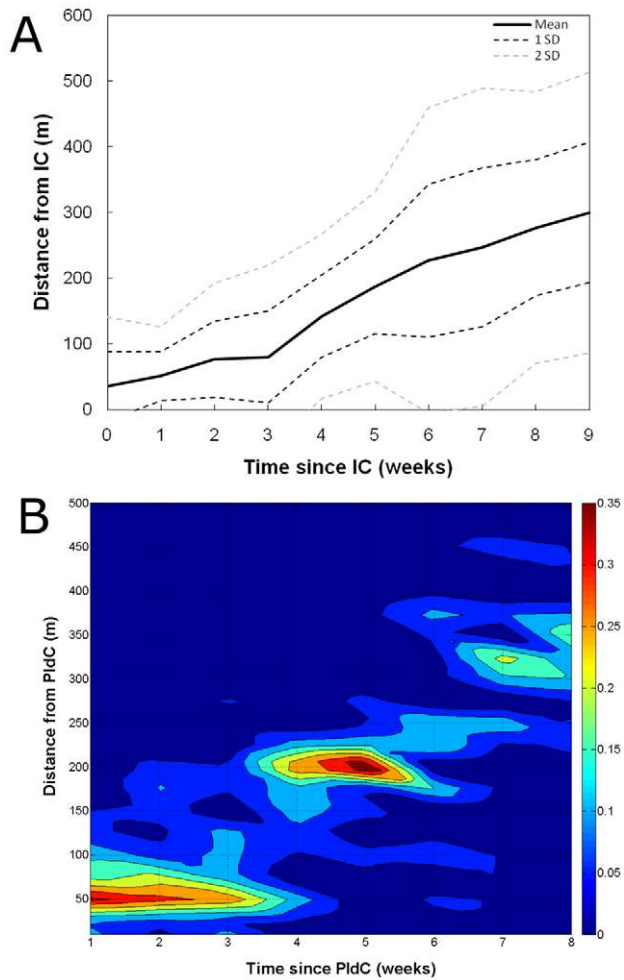 A
Mean
1 SD
2 SD
600
500
400
300
200
100
0
Distance from IC (m)
0 1 2 3 4 5 6 7 8 9
Time since IC (weeks)
B
500
450
400
350
300
250
200
150
100
50
Distance from PldC (m)
1 2 3 4 5 6 7 8
Time since PldC (weeks)
0.35
0.3
0.25
0.2
0.15
0.1
0.05
0